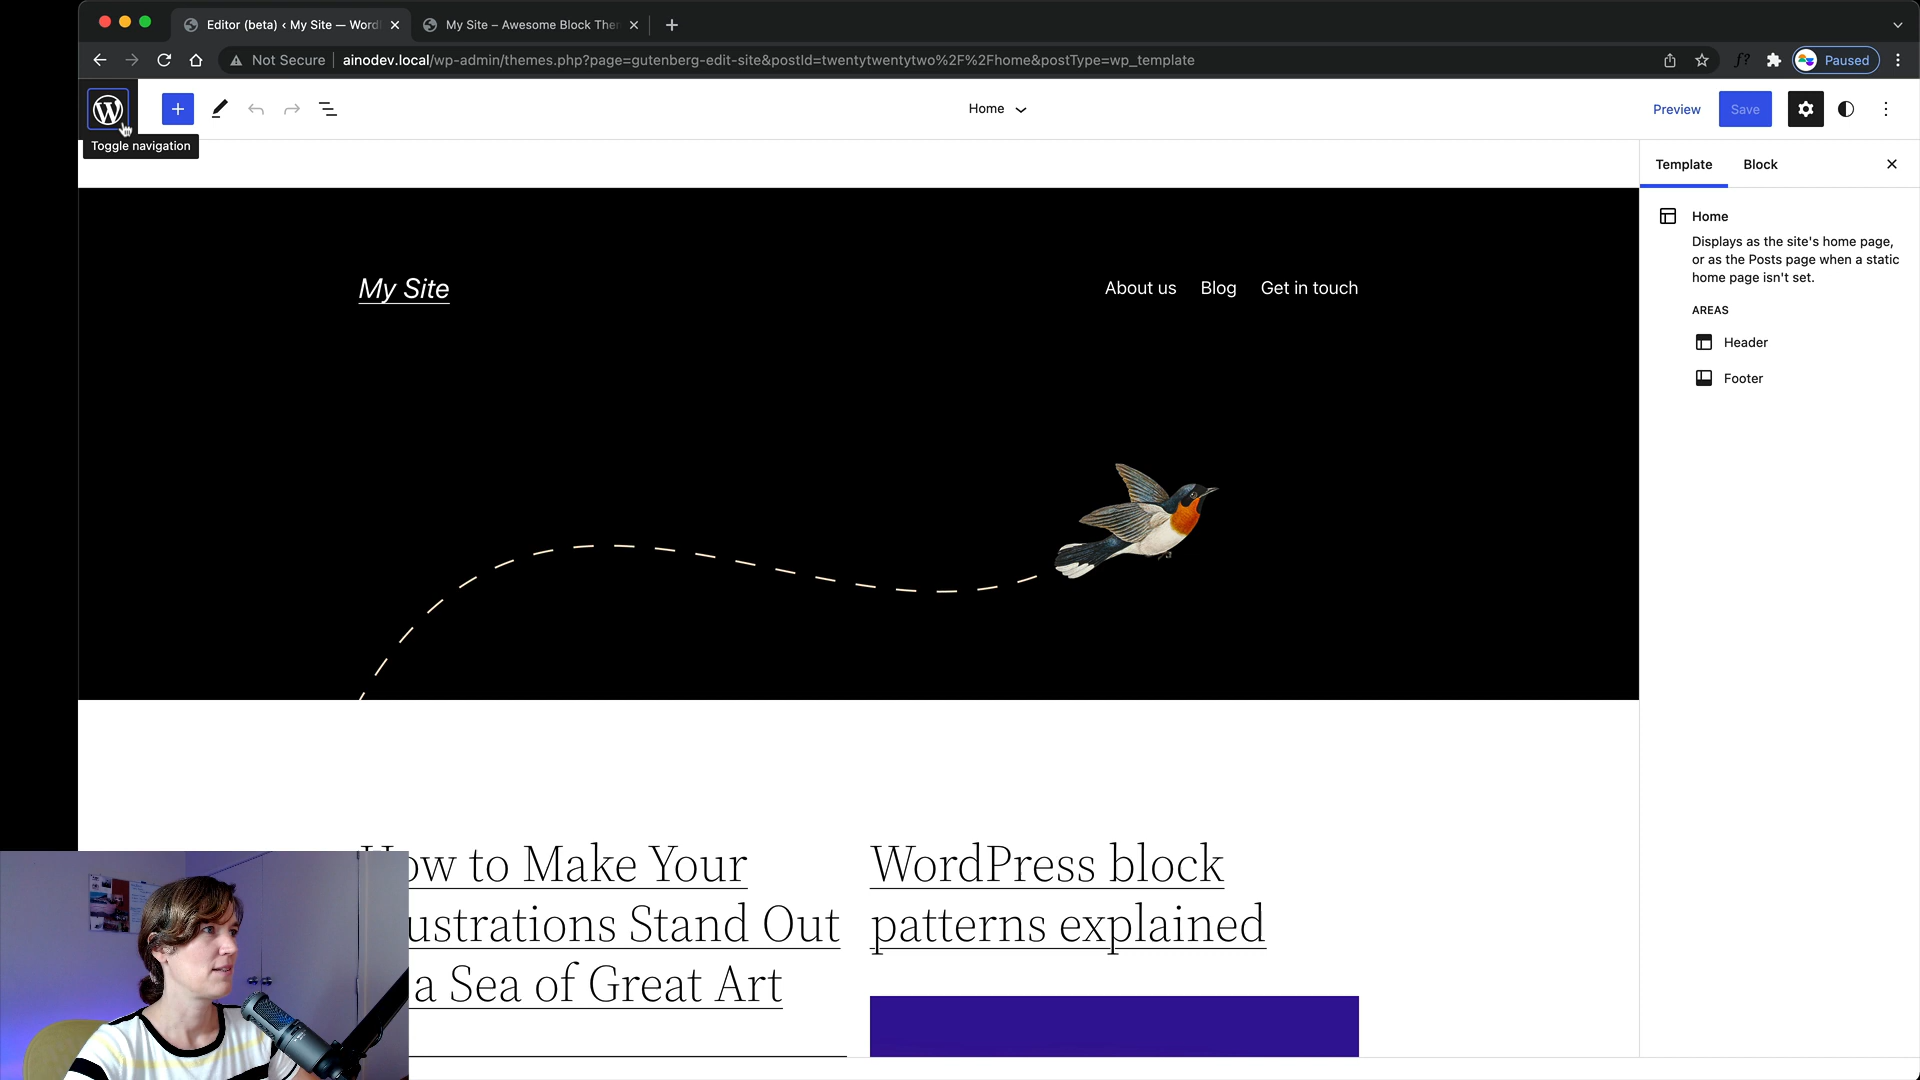 Editor (beta) ‹ My Site — Word
My Site – Awesome Block The
Not Secure
ainodev.local/wp-admin/themes.php?page=gutenberg-edit-site&postId=twentytwentytwo%2F%2Fhome&postType=wp_template
f?
Paused
Home
Preview
Save
Toggle navigation
Template
Block
My Site
About us
Blog
Get in touch
Home
Displays as the site's home page,
or as the Posts page when a static
home page isn't set.
AREAS
Header
Footer
How to Make Your
ustrations Stand Out
a Sea of Great Art
WordPress block
patterns explained